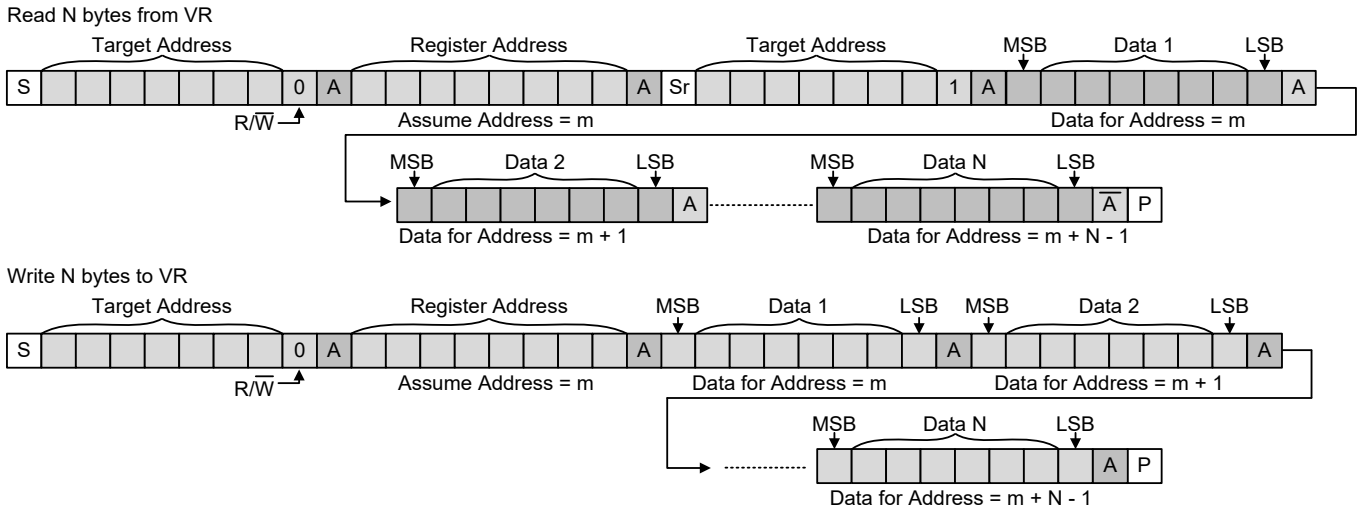 Read N bytes from VR
Target Address Register Address Target Address MSB Data 1 LSB
S 0 A A Sr 1 A A
R/W̅ Assume Address = m Data for Address = m
MSB Data 2 LSB MSB Data N LSB
A A̅ P
Data for Address = m + 1 Data for Address = m + N - 1
Write N bytes to VR
Target Address Register Address MSB Data 1 LSB MSB Data 2 LSB
S 0 A A A A
R/W̅ Assume Address = m Data for Address = m Data for Address = m + 1
MSB Data N LSB
A P
Data for Address = m + N - 1